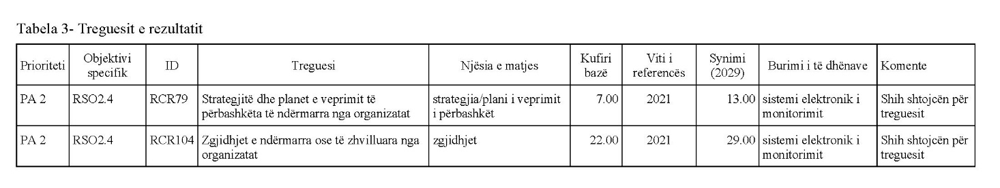 Tabela 3- Treguesit e rezultatit
Prioriteti Objektivi specifik ID Treguesi Njësia e matjes Kufiri bazë Viti i referencës Synimi (2029) Burimi i të dhënave Komente
PA 2 RSO2.4 RCR79 Strategjitë dhe planet e veprimit të përbashkëta të ndërmarra nga organizatat strategjia/plani i veprimit i përbashkët 7.00 2021 13.00 sistemi elektronik i monitorimit Shih shtojcën për treguesit
PA 2 RSO2.4 RCR104 Zgjidhjet e ndërmarra ose të zhvilluara nga organizatat zgjidhjet 22.00 2021 29.00 sistemi elektronik i monitorimit Shih shtojcën për treguesit